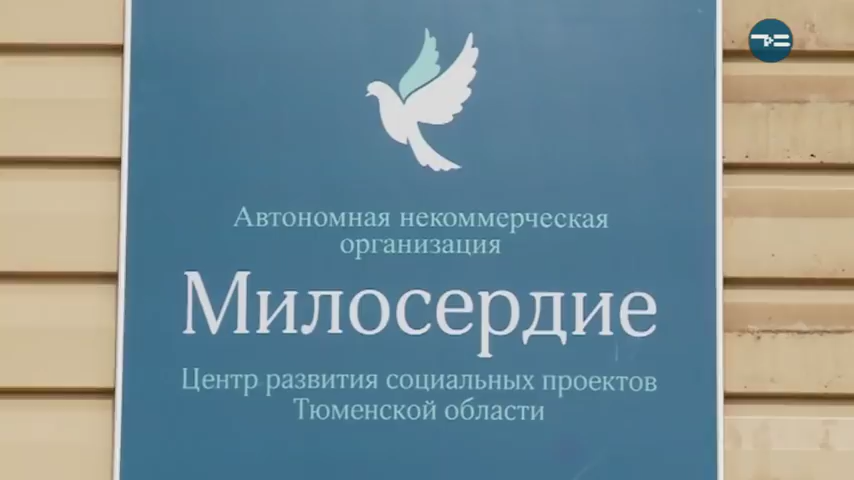 Автономная некоммерческая
организация
Милосердие
Центр развития социальных проектов
Тюменской области